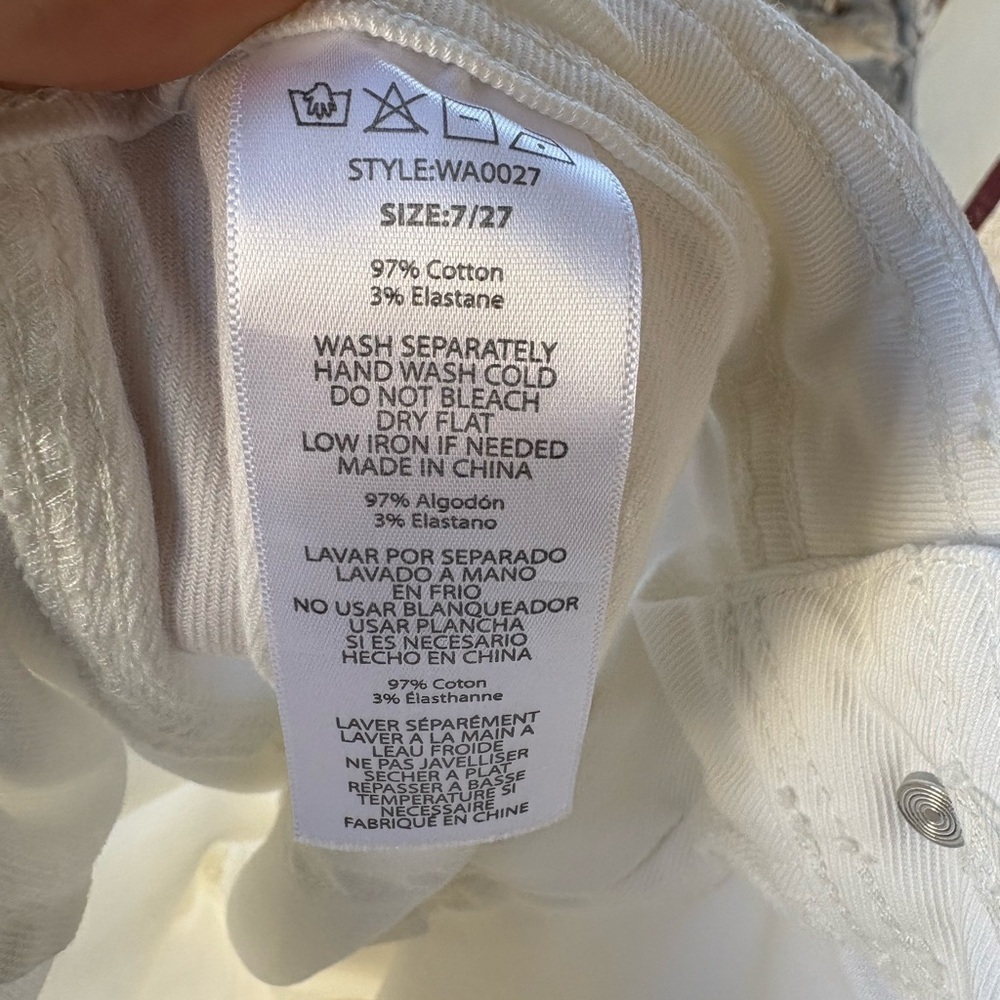 STYLE:WA0027
SIZE:7/27
97% Cotton
3% Elastane
WASH SEPARATELY
HAND WASH COLD
DO NOT BLEACH
DRY FLAT
LOW IRON IF NEEDED
MADE IN CHINA
97% Algodón
3% Elastano
LAVAR POR SEPARADO
LAVADO A MANO
EN FRIO
NO USAR BLANQUEADOR
USAR PLANCHA
SI ES NECESARIO
HECHO EN CHINA
97% Coton
3% Élasthanne
LAVER SÉPARÉMENT
LAVER A LA MAIN A
LEAU FROIDE
NE PAS JAVELLISER
SECHER A PLAT
REPASSER A BASSE
TEMPERATURE SI
NECESSAIRE
FABRIQUÉ EN CHINE